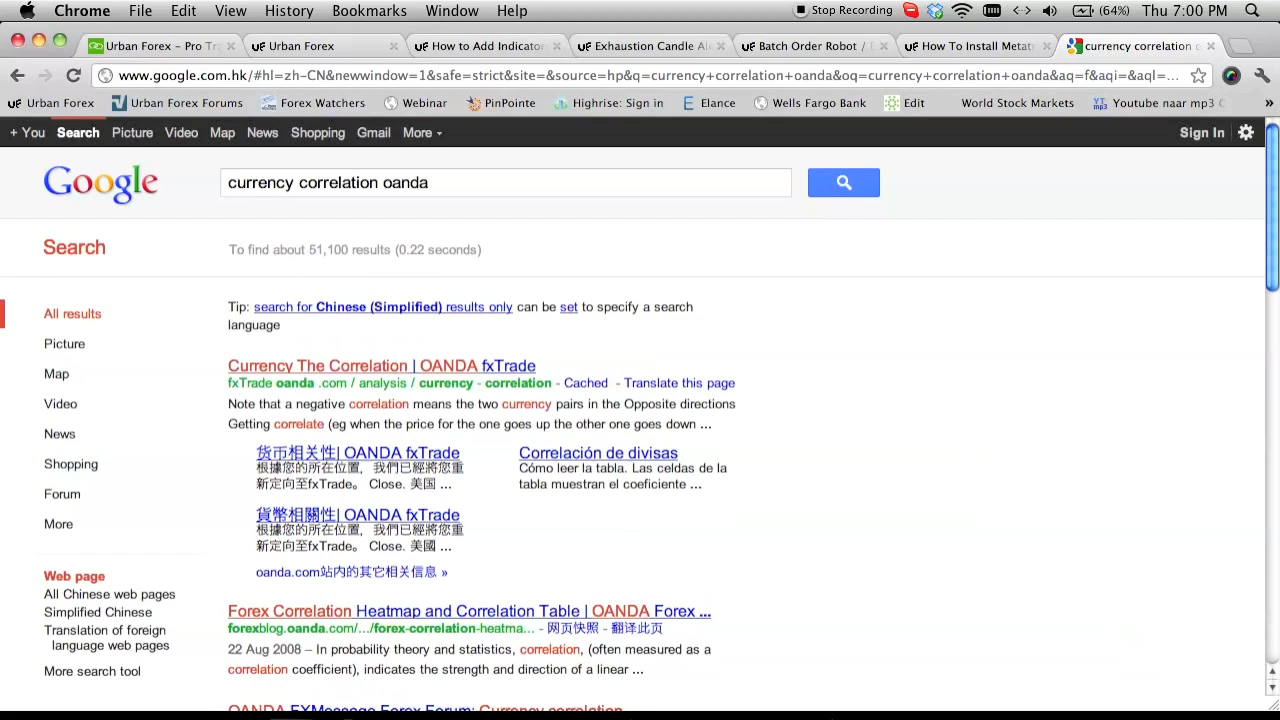 Chrome File Edit View History Bookmarks Window Help Stop Recording (64%) Thu 7:00 PM
Urban Forex - Pro Tra Urban Forex How to Add Indicator Exhaustion Candle Al Batch Order Robot / D How To Install Metat currency correlation o
www.google.com.hk/#hl=zh-CN&newwindow=1&safe=strict&site=&source=hp&q=currency+correlation+oanda&oq=currency+correlation+oanda&aq=f&aqi=&aql=...
Urban Forex Urban Forex Forums Forex Watchers Webinar PinPointe Highrise: Sign in Elance Wells Fargo Bank Edit World Stock Markets Youtube naar mp3 C »
+ You Search Picture Video Map News Shopping Gmail More Sign In
Google currency correlation oanda
Search To find about 51,100 results (0.22 seconds)
All results
Picture
Map
Video
News
Shopping
Forum
More
Web page
All Chinese web pages
Simplified Chinese
Translation of foreign
language web pages
More search tool
Tip: search for Chinese (Simplified) results only can be set to specify a search
language
Currency The Correlation | OANDA fxTrade
fxTrade oanda .com / analysis / currency - correlation - Cached - Translate this page
Note that a negative correlation means the two currency pairs in the Opposite directions
Getting correlate (eg when the price for the one goes up the other one goes down ...
货币相关性| OANDA fxTrade
根據您的所在位置，我們已經將您重
新定向至fxTrade。 Close. 美国 ...
Correlación de divisas
Cómo leer la tabla. Las celdas de la
tabla muestran el coeficiente ...
貨幣相關性| OANDA fxTrade
根據您的所在位置，我們已經將您重
新定向至fxTrade。 Close. 美國 ...
oanda.com站内的其它相关信息 »
Forex Correlation Heatmap and Correlation Table | OANDA Forex ...
forexblog.oanda.com/.../forex-correlation-heatma... - 网页快照 - 翻译此页
22 Aug 2008 – In probability theory and statistics, correlation, (often measured as a
correlation coefficient), indicates the strength and direction of a linear ...
OANDA FXMessage Forex Forum: Currency correlation